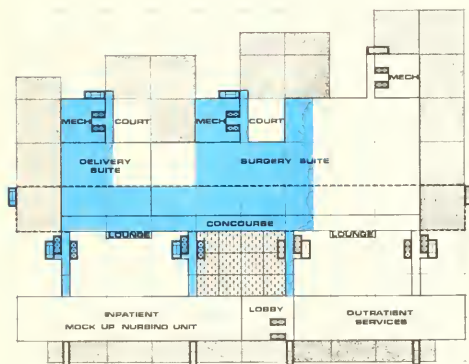 MECH
MECH COURT
MECH COURT
DELIVERY
SUITE
SURGERY SUITE
CONCOURSE
LOUNGE
LOUNGE
INPATIENT
MOCK UP NURSING UNIT
LOBBY
OUTPATIENT
SERVICES